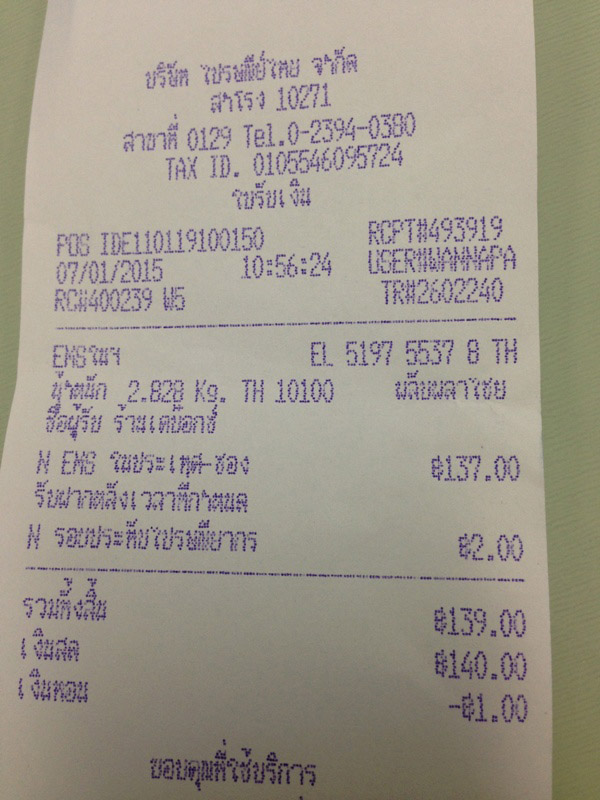 บริษัท ไปรษณีย์ไทย จำกัด
สำโรง 10271
สาขาที่ 0129 Tel.0-2394-0380
TAX ID. 0105546095724
ใบรับเงิน
POS IDE110119100150 RCPT#493919
07/01/2015 10:56:24 USER#WANNAPA
RC#400239 W5 TR#2602240
EMSในฯ EL 5197 5537 8 TH
น้ำหนัก 2.828 Kg. TH 10100 พลับพลาไชย
ชื่อผู้รับ ร้านเดบ๊อกซ์
N EMS ในประเทศ-ซอง ฿137.00
รับฝากหลังเวลาที่กำหนด
N รอยประทับไปรษณียากร ฿2.00
รวมทั้งสิ้น ฿139.00
เงินสด ฿140.00
เงินทอน -฿1.00
ขอบคุณที่ใช้บริการ